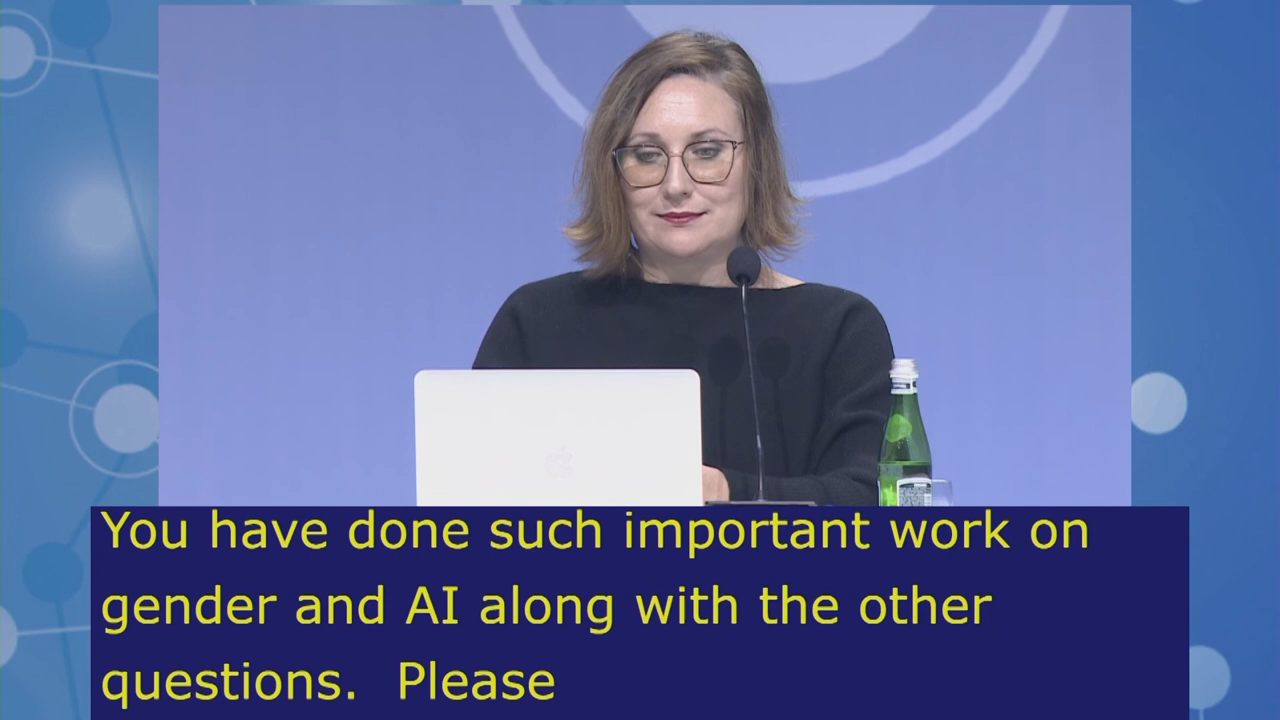 You have done such important work on
gender and AI along with the other
questions.  Please